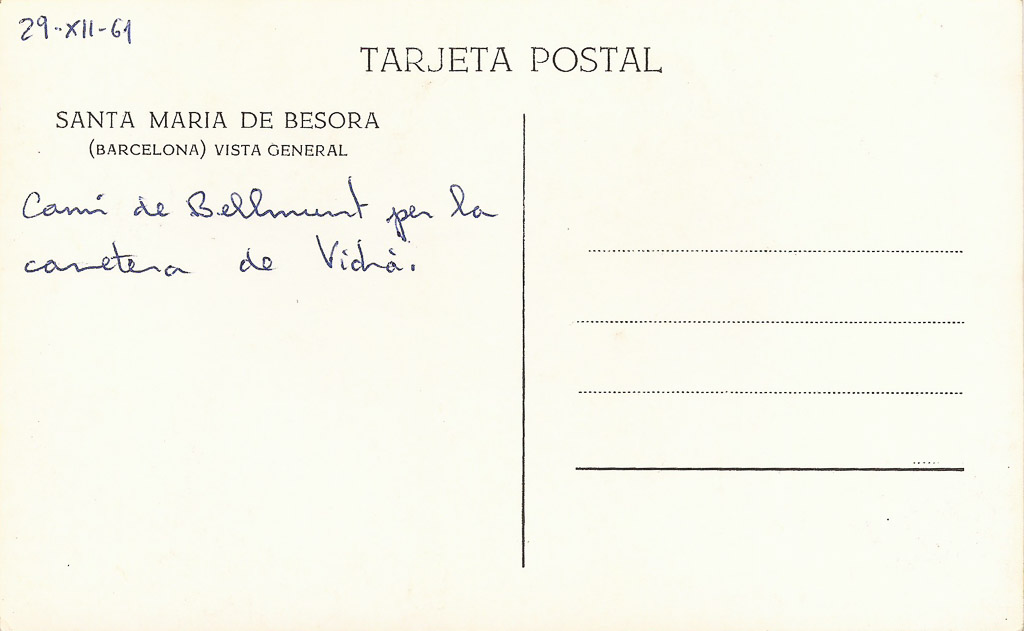 29-XII-61
TARJETA POSTAL
SANTA MARIA DE BESORA
(BARCELONA) VISTA GENERAL
Camí de Bellmunt per la
carretera de Vidrà.